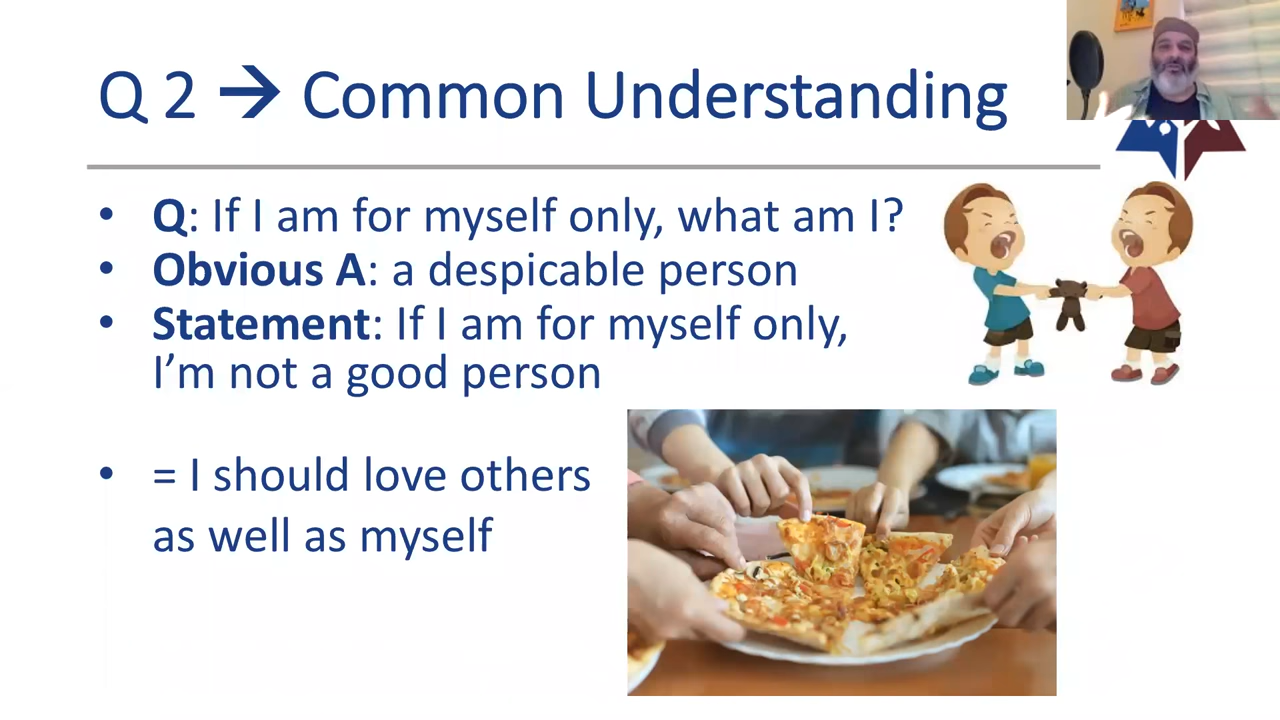 Q 2 → Common Understanding
• Q: If I am for myself only, what am I?
• Obvious A: a despicable person
• Statement: If I am for myself only,
I’m not a good person
• = I should love others
as well as myself